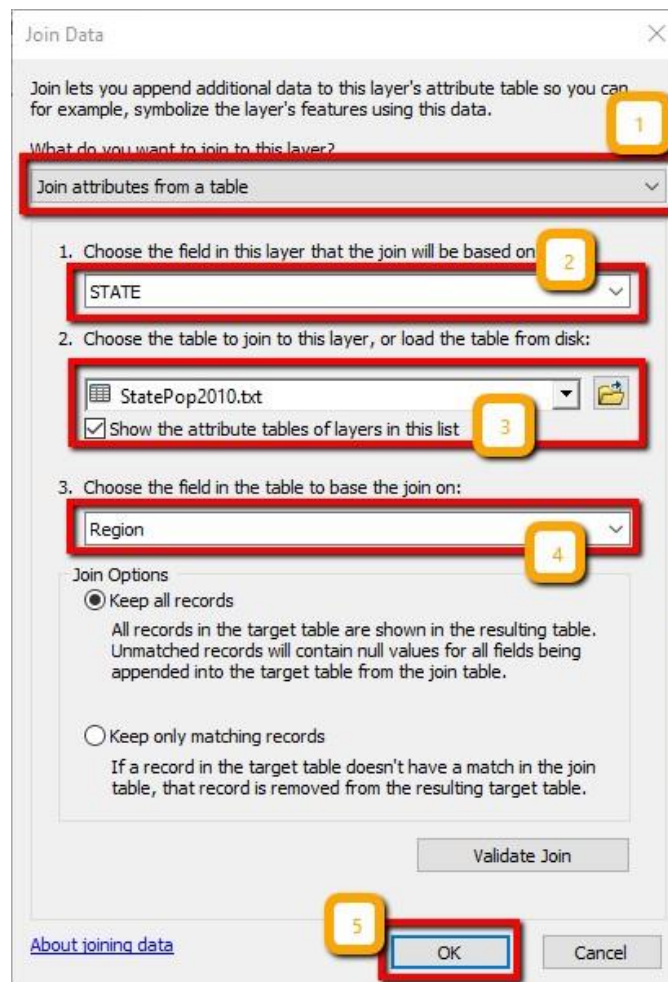 Join Data
Join lets you append additional data to this layer's attribute table so you can,
for example, symbolize the layer's features using this data.
1
What do you want to join to this layer?
Join attributes from a table
1. Choose the field in this layer that the join will be based on
2
STATE
2. Choose the table to join to this layer, or load the table from disk:
StatePop2010.txt
Show the attribute tables of layers in this list
3
3. Choose the field in the table to base the join on:
Region
4
Join Options
Keep all records
All records in the target table are shown in the resulting table.
Unmatched records will contain null values for all fields being
appended into the target table from the join table.
Keep only matching records
If a record in the target table doesn't have a match in the join
table, that record is removed from the resulting target table.
Validate Join
5
About joining data
OK
Cancel